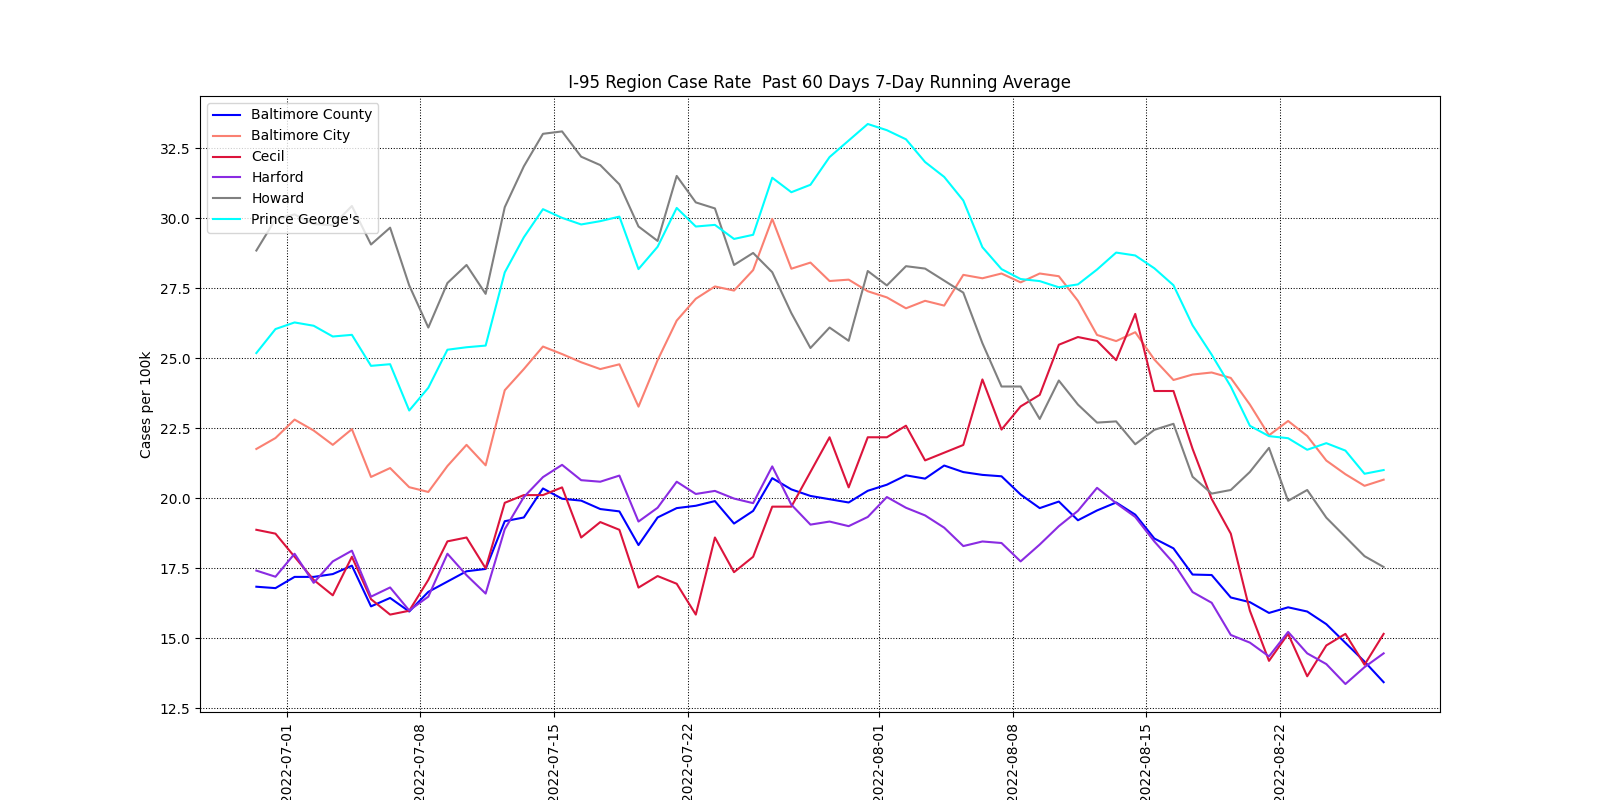 I-95 Region Case Rate  Past 60 Days 7-Day Running Average
Baltimore County
Baltimore City
Cecil
Harford
Howard
Prince George's
Cases per 100k
32.5
30.0
27.5
25.0
22.5
20.0
17.5
15.0
12.5
2022-07-01
2022-07-08
2022-07-15
2022-07-22
2022-08-01
2022-08-08
2022-08-15
2022-08-22